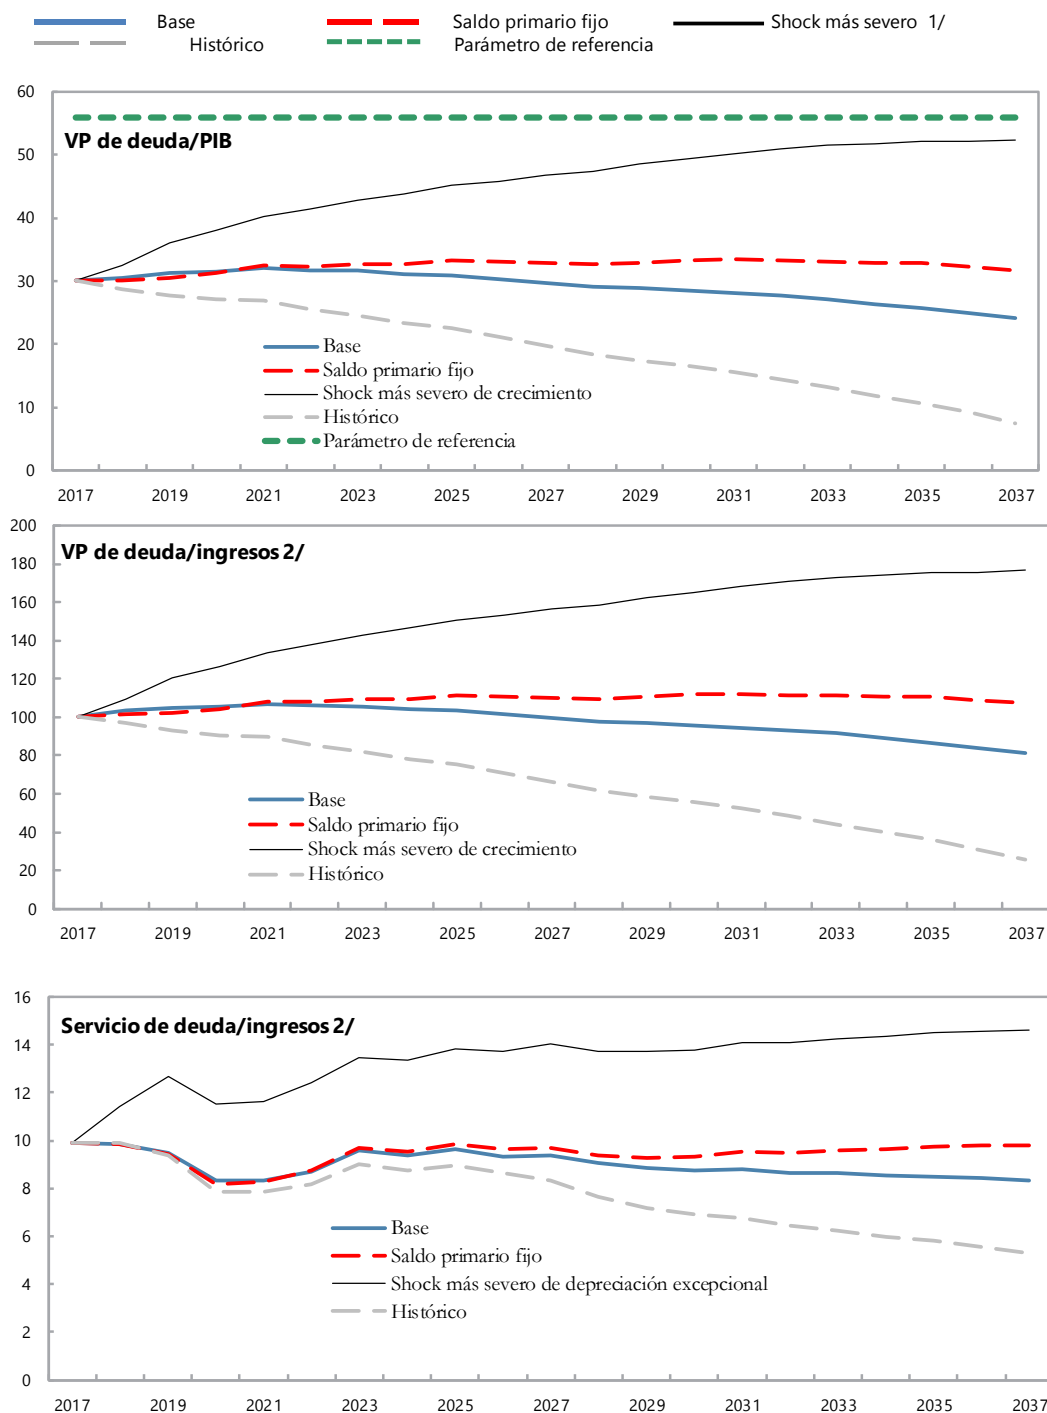 Base
Saldo primario fijo
Shock más severo 1/
Histórico
Parámetro de referencia
60
50
40
30
20
10
0
VP de deuda/PIB
Base
Saldo primario fijo
Shock más severo de crecimiento
Histórico
Parámetro de referencia
2017 2019 2021 2023 2025 2027 2029 2031 2033 2035 2037
200
180
160
140
120
100
80
60
40
20
0
VP de deuda/ingresos 2/
Base
Saldo primario fijo
Shock más severo de crecimiento
Histórico
2017 2019 2021 2023 2025 2027 2029 2031 2033 2035 2037
16
14
12
10
8
6
4
2
0
Servicio de deuda/ingresos 2/
Base
Saldo primario fijo
Shock más severo de depreciación excepcional
Histórico
2017 2019 2021 2023 2025 2027 2029 2031 2033 2035 2037